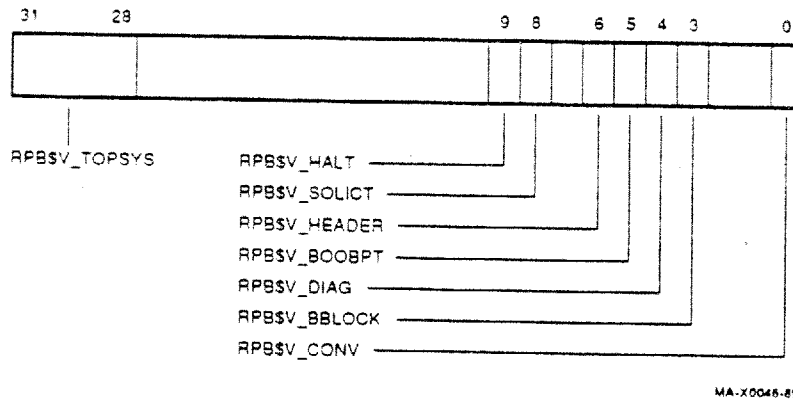 31 28 9 8 6 5 4 3 0
RPB$V_TOPSYS RPB$V_HALT
RPB$V_SOLICT
RPB$V_HEADER
RPB$V_BOOBPT
RPB$V_DIAG
RPB$V_BBLOCK
RPB$V_CONV